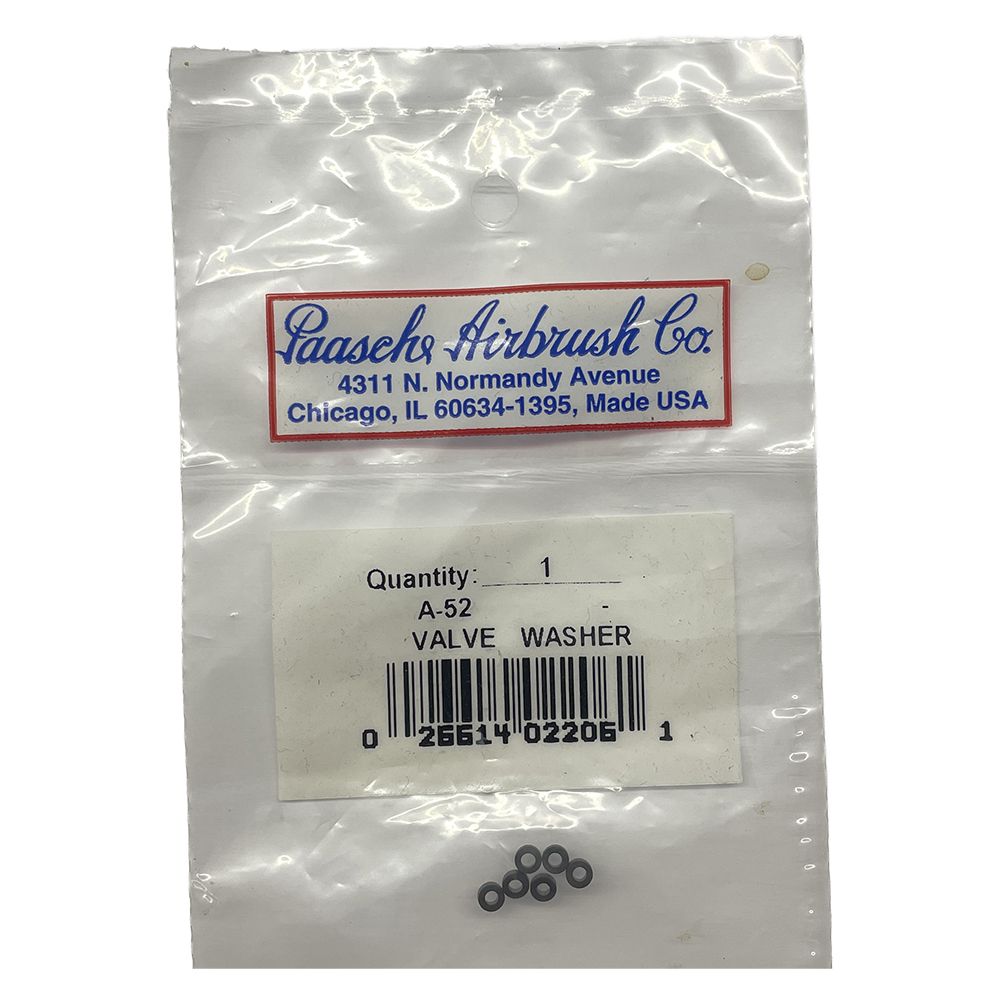 Paasche Airbrush Co.
4311 N. Normandy Avenue
Chicago, IL 60634-1395, Made USA
Quantity: 1
A-52 -
VALVE WASHER
0 26614 02206 1